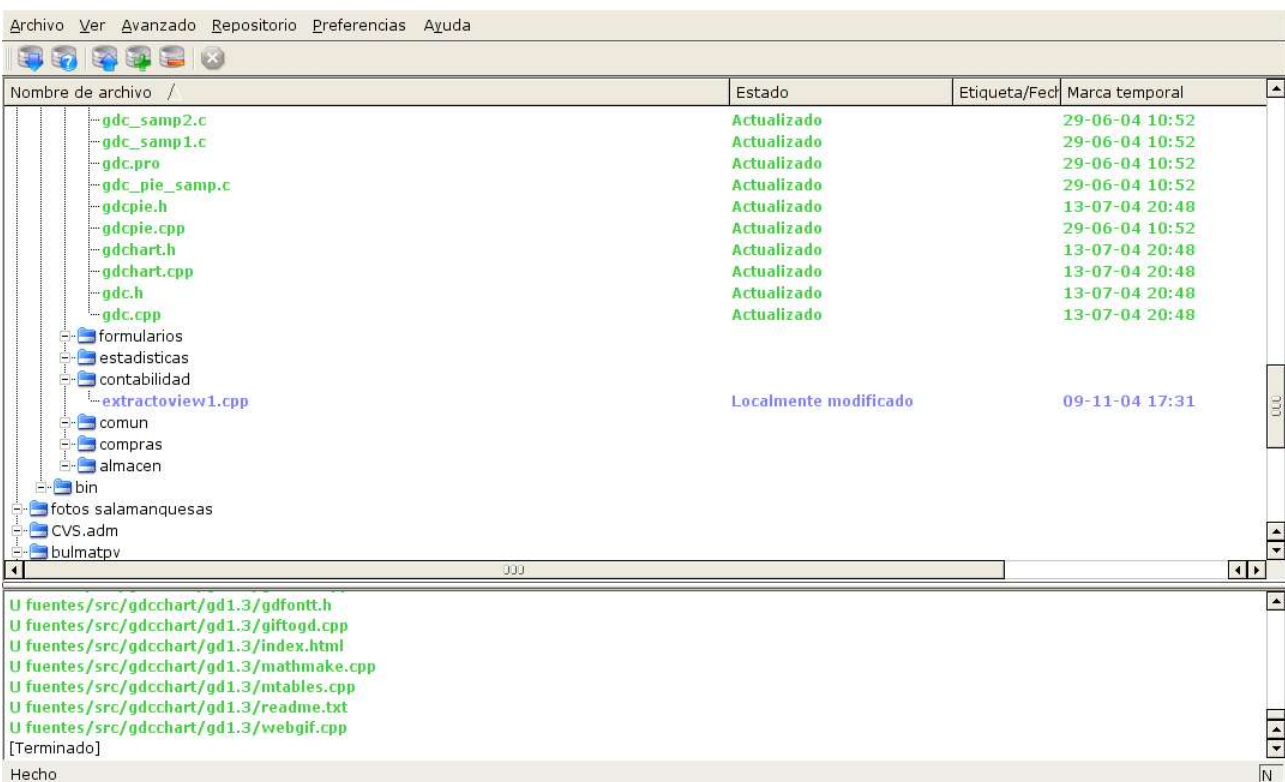 Archivo Ver Avanzado Repositorio Preferencias Ayuda
Nombre de archivo / Estado Etiqueta/Fech Marca temporal
gdc_samp2.c Actualizado 29-06-04 10:52
gdc_samp1.c Actualizado 29-06-04 10:52
gdc.pro Actualizado 29-06-04 10:52
gdc_pie_samp.c Actualizado 29-06-04 10:52
gdcpie.h Actualizado 13-07-04 20:48
gdcpie.cpp Actualizado 29-06-04 10:52
gdchart.h Actualizado 13-07-04 20:48
gdchart.cpp Actualizado 13-07-04 20:48
gdc.h Actualizado 13-07-04 20:48
gdc.cpp Actualizado 13-07-04 20:48
formularios
estadisticas
contabilidad
extractoview1.cpp Localmente modificado 09-11-04 17:31
comun
compras
almacen
bin
fotos salamanquesas
CVS.adm
bulmatpv
U fuentes/src/gdcchart/gd1.3/gdfontt.h
U fuentes/src/gdcchart/gd1.3/giftogd.cpp
U fuentes/src/gdcchart/gd1.3/index.html
U fuentes/src/gdcchart/gd1.3/mathmake.cpp
U fuentes/src/gdcchart/gd1.3/mtables.cpp
U fuentes/src/gdcchart/gd1.3/readme.txt
U fuentes/src/gdcchart/gd1.3/webgif.cpp
[Terminado]
Hecho N